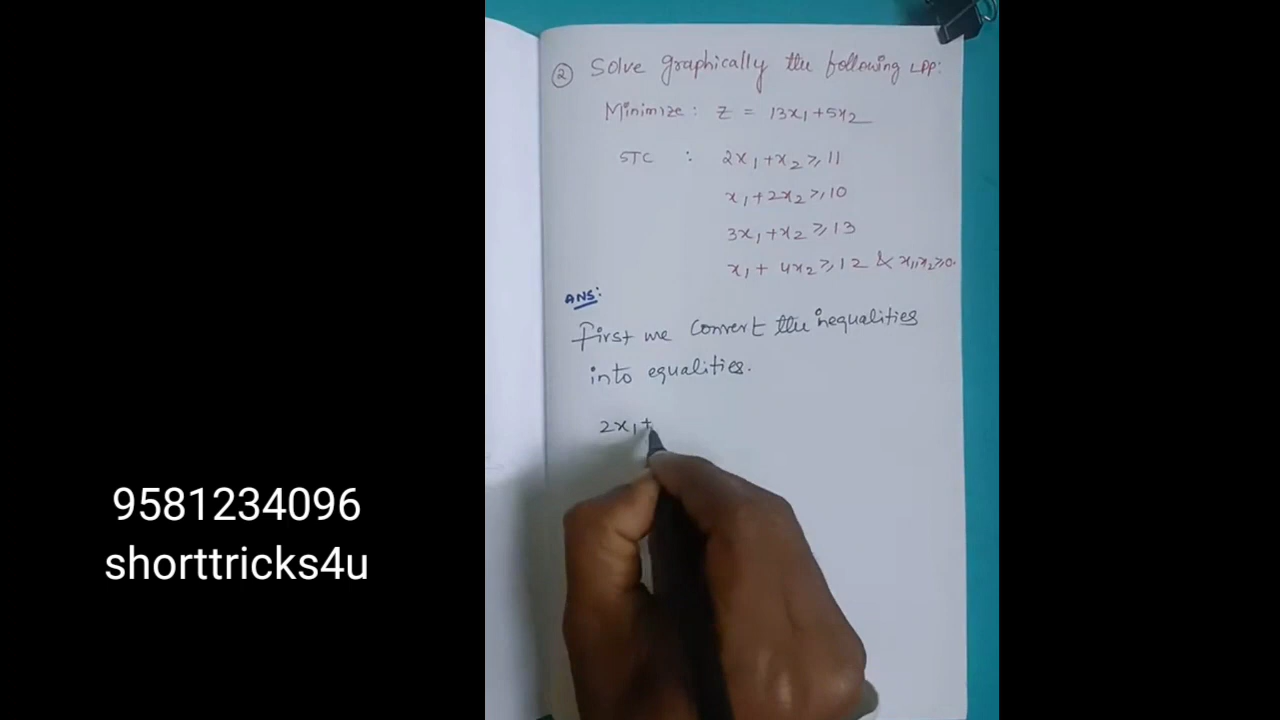 ② Solve graphically the following LPP:
Minimize: Z = 13x₁+5x₂
STC : 2x₁+x₂≥11
x₁+2x₂≥10
3x₁+x₂≥13
x₁+4x₂≥12 & x₁,x₂≥0.
ANS:
First we convert the inequalities
into equalities.
2x₁+
9581234096
shorttricks4u